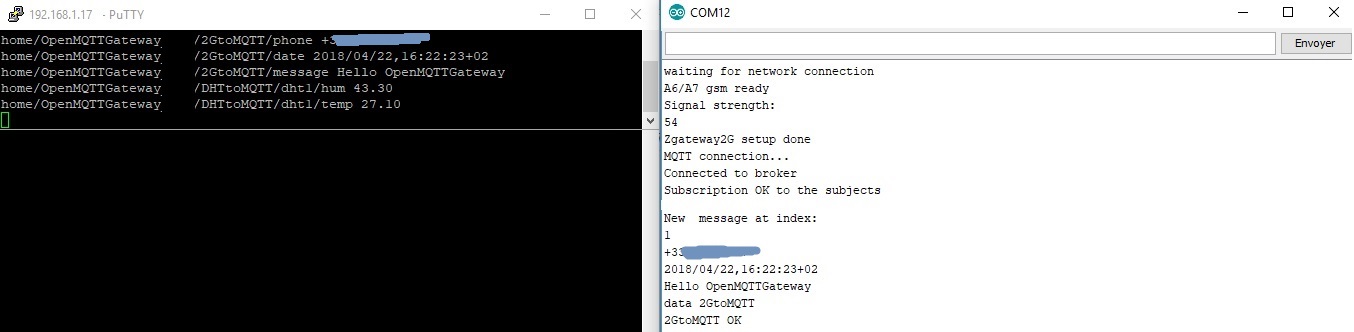 192.168.1.17 - PuTTY
home/OpenMQTTGateway /2GtoMQTT/phone +3
home/OpenMQTTGateway /2GtoMQTT/date 2018/04/22,16:22:23+02
home/OpenMQTTGateway /2GtoMQTT/message Hello OpenMQTTGateway
home/OpenMQTTGateway /DHTtoMQTT/dht1/hum 43.30
home/OpenMQTTGateway /DHTtoMQTT/dht1/temp 27.10
COM12
Envoyer
waiting for network connection
A6/A7 gsm ready
Signal strength:
54
Zgateway2G setup done
MQTT connection...
Connected to broker
Subscription OK to the subjects
New  message at index:
1
+33
2018/04/22,16:22:23+02
Hello OpenMQTTGateway
data 2GtoMQTT
2GtoMQTT OK